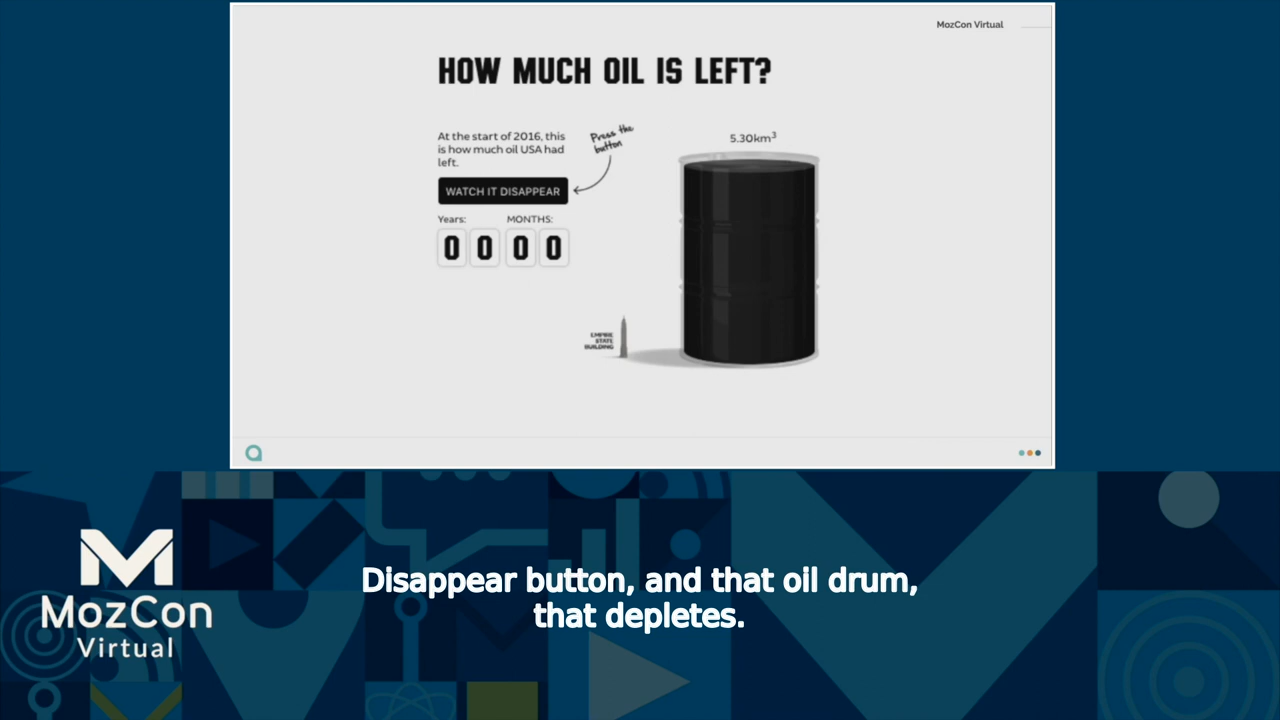 MozCon Virtual
HOW MUCH OIL IS LEFT?
At the start of 2016, this
is how much oil USA had
left.
Press the
button
WATCH IT DISAPPEAR
Years:
MONTHS:
0 0 0 0
5.30km³
EMPIRE
STATE
BUILDING
MozCon
Virtual
Disappear button, and that oil drum,
that depletes.